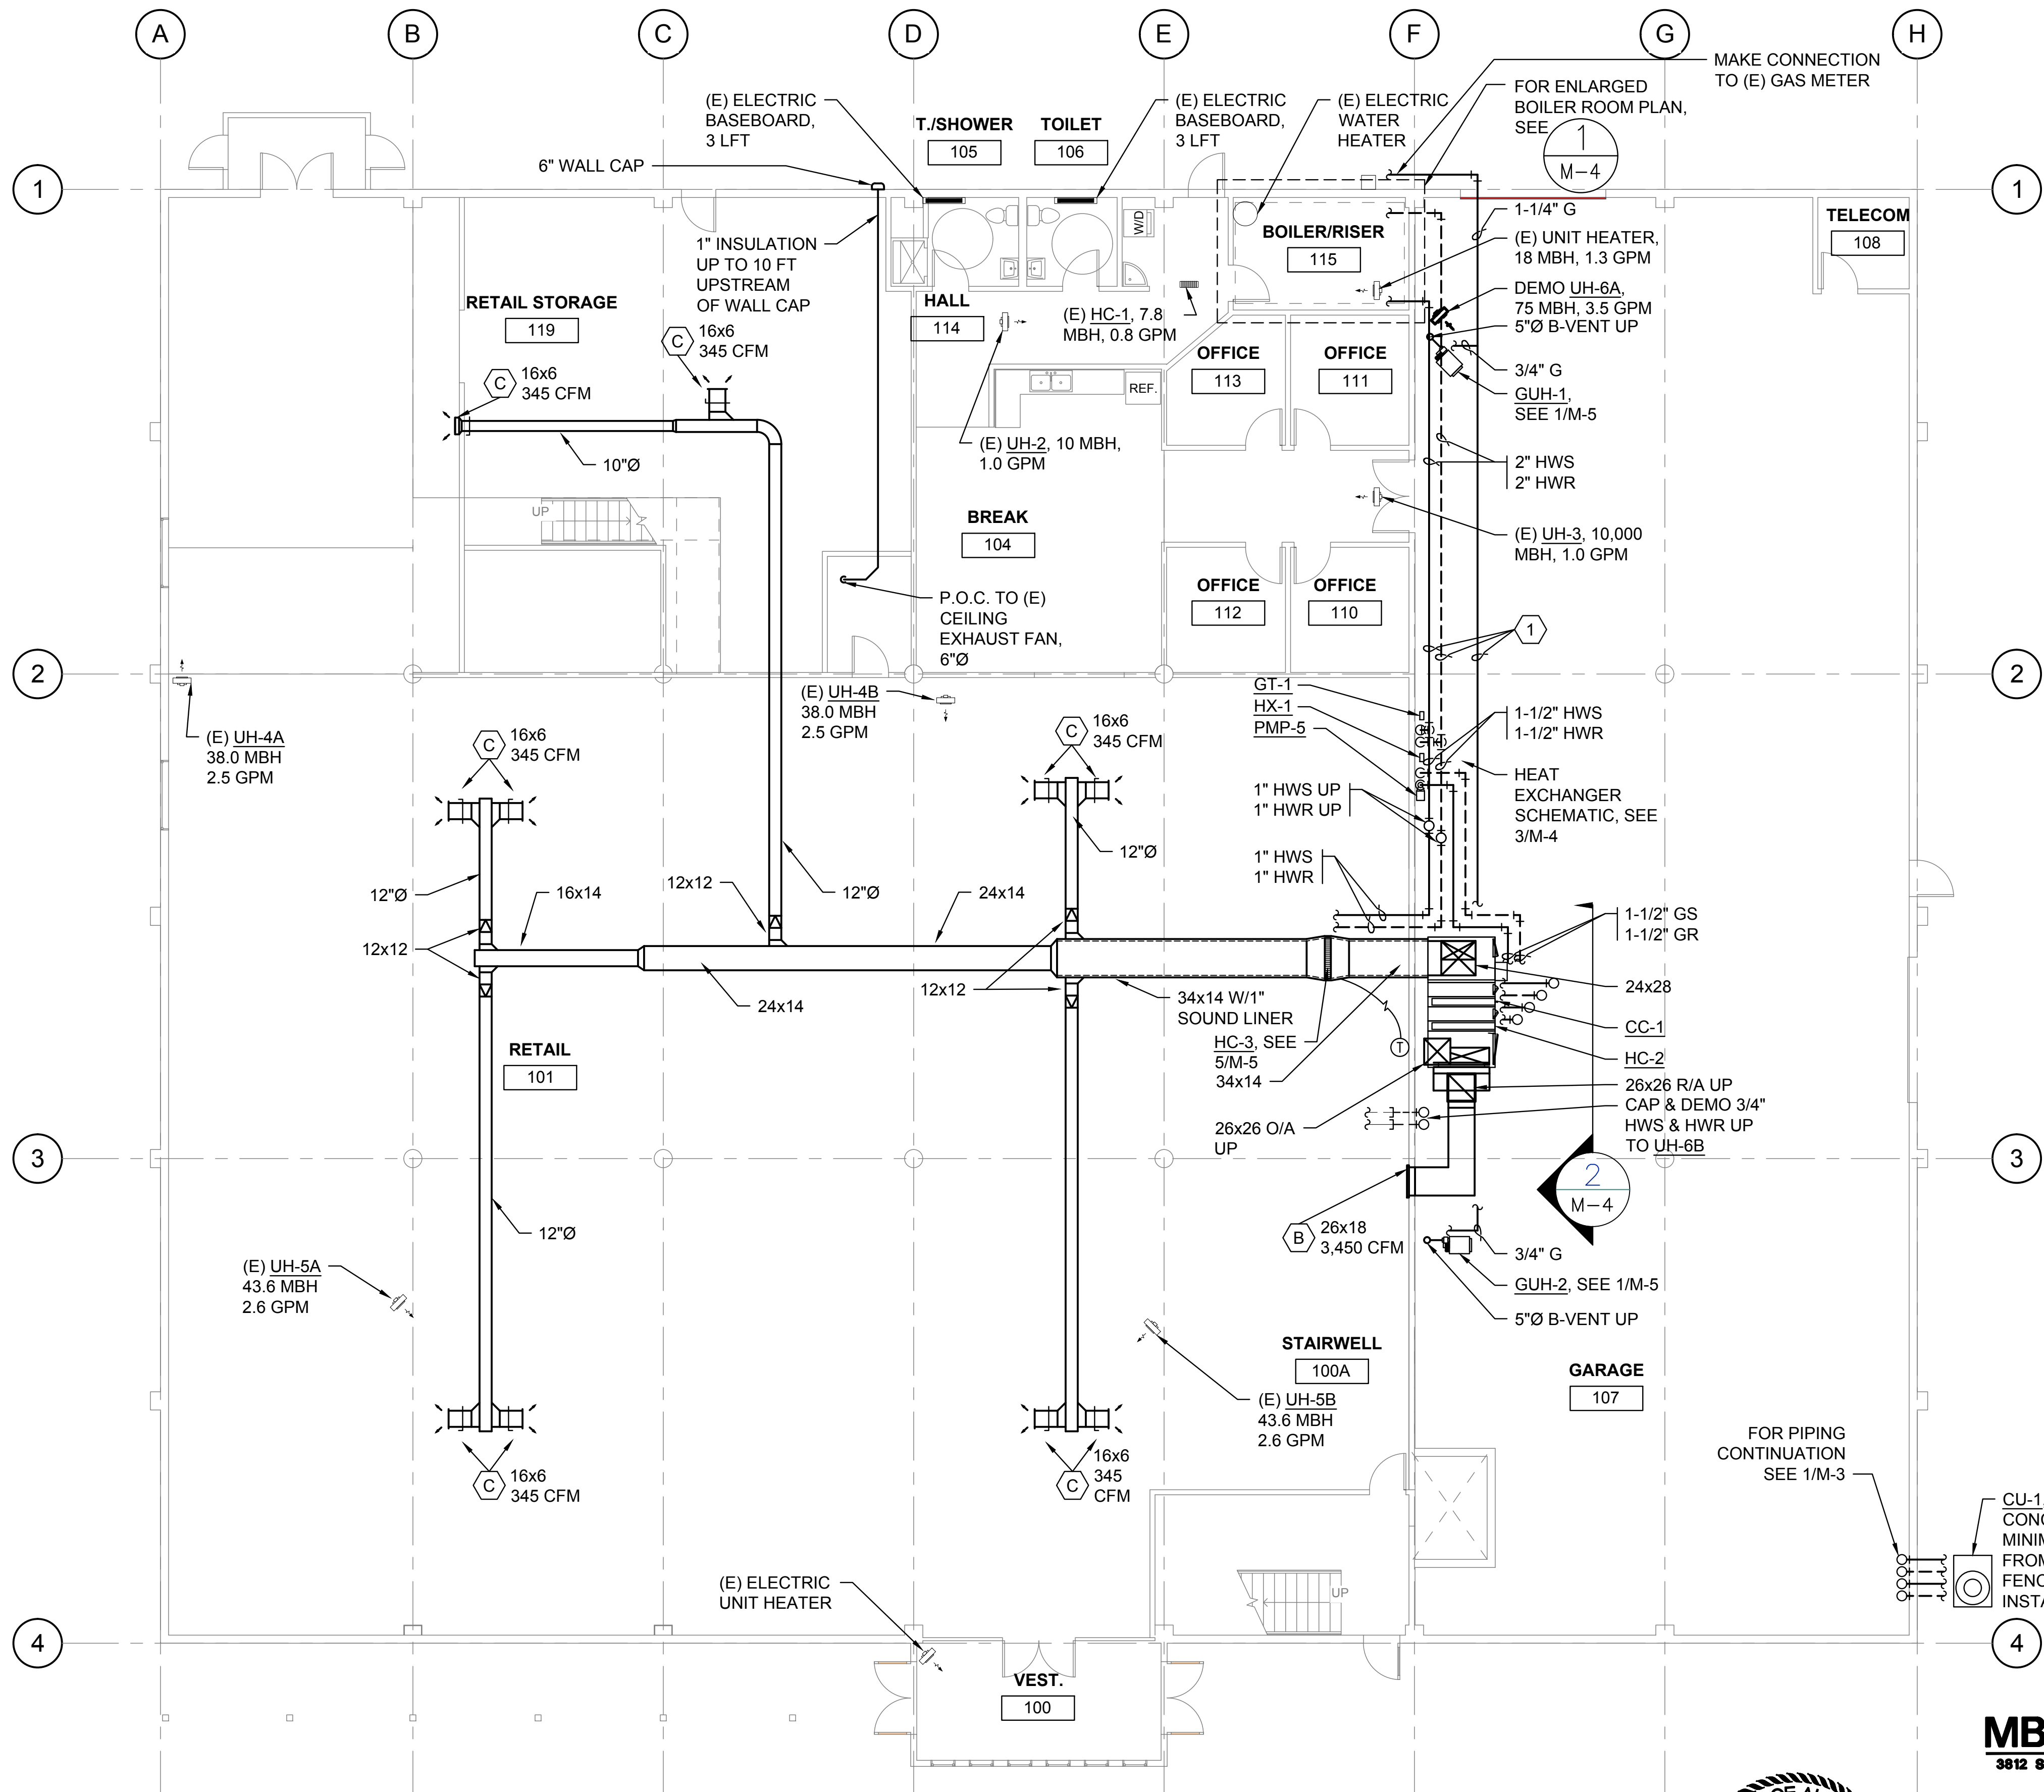 A B C D E F G H
MAKE CONNECTION
TO (E) GAS METER
FOR ENLARGED
BOILER ROOM PLAN,
SEE
1
M-4
(E) ELECTRIC
BASEBOARD,
3 LFT
T./SHOWER
105
TOILET
106
(E) ELECTRIC
BASEBOARD,
3 LFT
(E) ELECTRIC
WATER
HEATER
6" WALL CAP
1
1
1" INSULATION
UP TO 10 FT
UPSTREAM
OF WALL CAP
W/D
BOILER/RISER
115
1-1/4" G
(E) UNIT HEATER,
18 MBH, 1.3 GPM
TELECOM
108
DEMO UH-6A,
75 MBH, 3.5 GPM
5"Ø B-VENT UP
RETAIL STORAGE
119
HALL
114
(E) HC-1, 7.8
MBH, 0.8 GPM
C
16x6
345 CFM
C
16x6
345 CFM
OFFICE
113
OFFICE
111
REF.
3/4" G
GUH-1,
SEE 1/M-5
10"Ø
(E) UH-2, 10 MBH,
1.0 GPM
2" HWS
2" HWR
UP
BREAK
104
(E) UH-3, 10,000
MBH, 1.0 GPM
OFFICE
112
OFFICE
110
P.O.C. TO (E)
CEILING
EXHAUST FAN,
6"Ø
1
2
2
(E) UH-4A
38.0 MBH
2.5 GPM
(E) UH-4B
38.0 MBH
2.5 GPM
GT-1
HX-1
PMP-5
1-1/2" HWS
1-1/2" HWR
C
16x6
345 CFM
C
16x6
345 CFM
HEAT
EXCHANGER
SCHEMATIC, SEE
3/M-4
1" HWS UP
1" HWR UP
12"Ø
1" HWS
1" HWR
12"Ø
16x14
12x12
12"Ø
24x14
1-1/2" GS
1-1/2" GR
12x12
24x14
12x12
34x14 W/1"
SOUND LINER
HC-3, SEE
5/M-5
34x14
T
24x28
CC-1
HC-2
RETAIL
101
26x26 R/A UP
CAP & DEMO 3/4"
HWS & HWR UP
TO UH-6B
26x26 O/A
UP
3
3
2
M-4
12"Ø
B
26x18
3,450 CFM
3/4" G
GUH-2, SEE 1/M-5
5"Ø B-VENT UP
(E) UH-5A
43.6 MBH
2.6 GPM
STAIRWELL
100A
GARAGE
107
(E) UH-5B
43.6 MBH
2.6 GPM
C
16x6
345 CFM
C
16x6
345
CFM
FOR PIPING
CONTINUATION
SEE 1/M-3
CU-1
(E) ELECTRIC
UNIT HEATER
UP
4
4
VEST.
100
3812